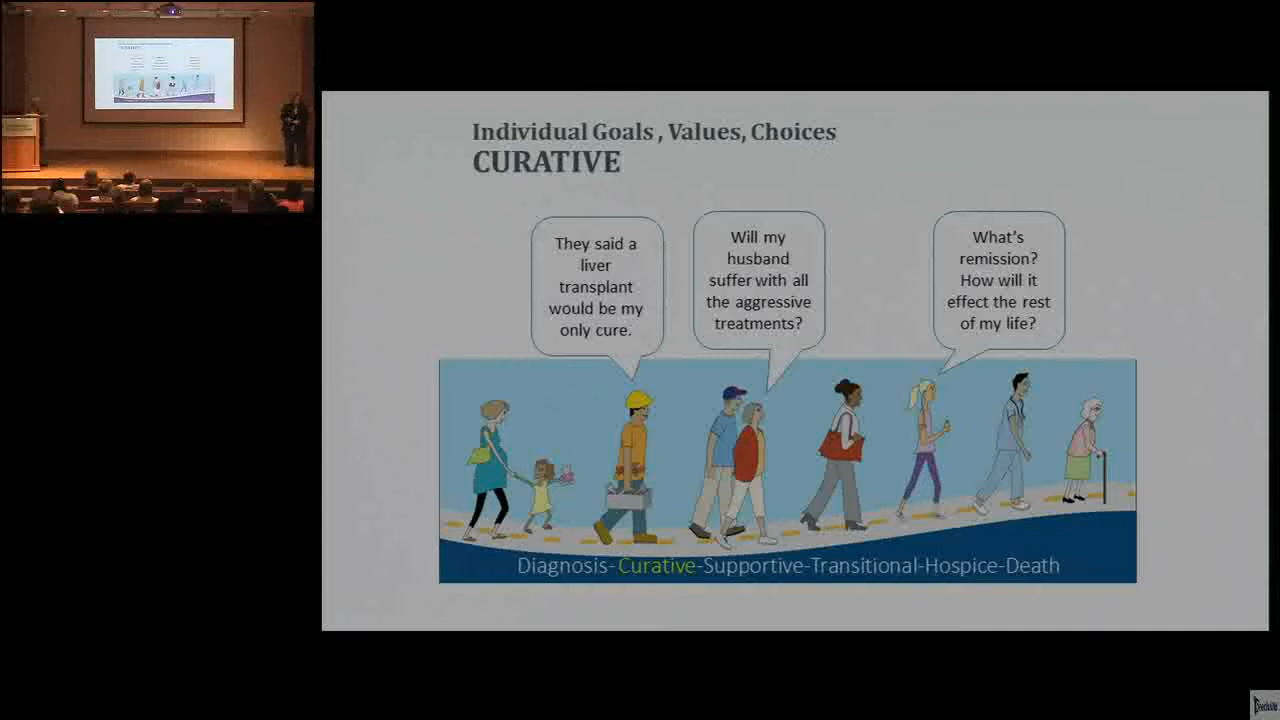 Individual Goals , Values, Choices
CURATIVE
They said a
liver
transplant
would be my
only cure.
Will my
husband
suffer with all
the aggressive
treatments?
What's
remission?
How will it
effect the rest
of my life?
Diagnosis-Curative-Supportive-Transitional-Hospice-Death